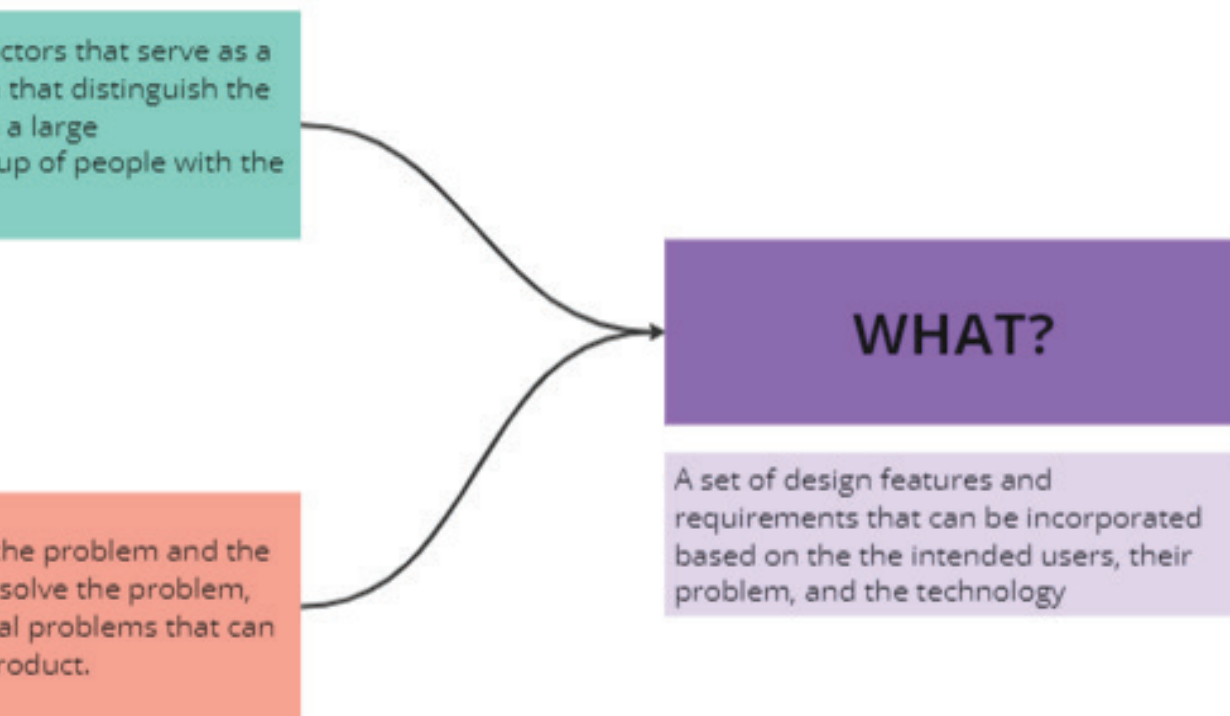 ctors that serve as a
that distinguish the
a large
up of people with the
WHAT?
A set of design features and
requirements that can be incorporated
based on the the intended users, their
problem, and the technology
the problem and the
solve the problem,
al problems that can
roduct.